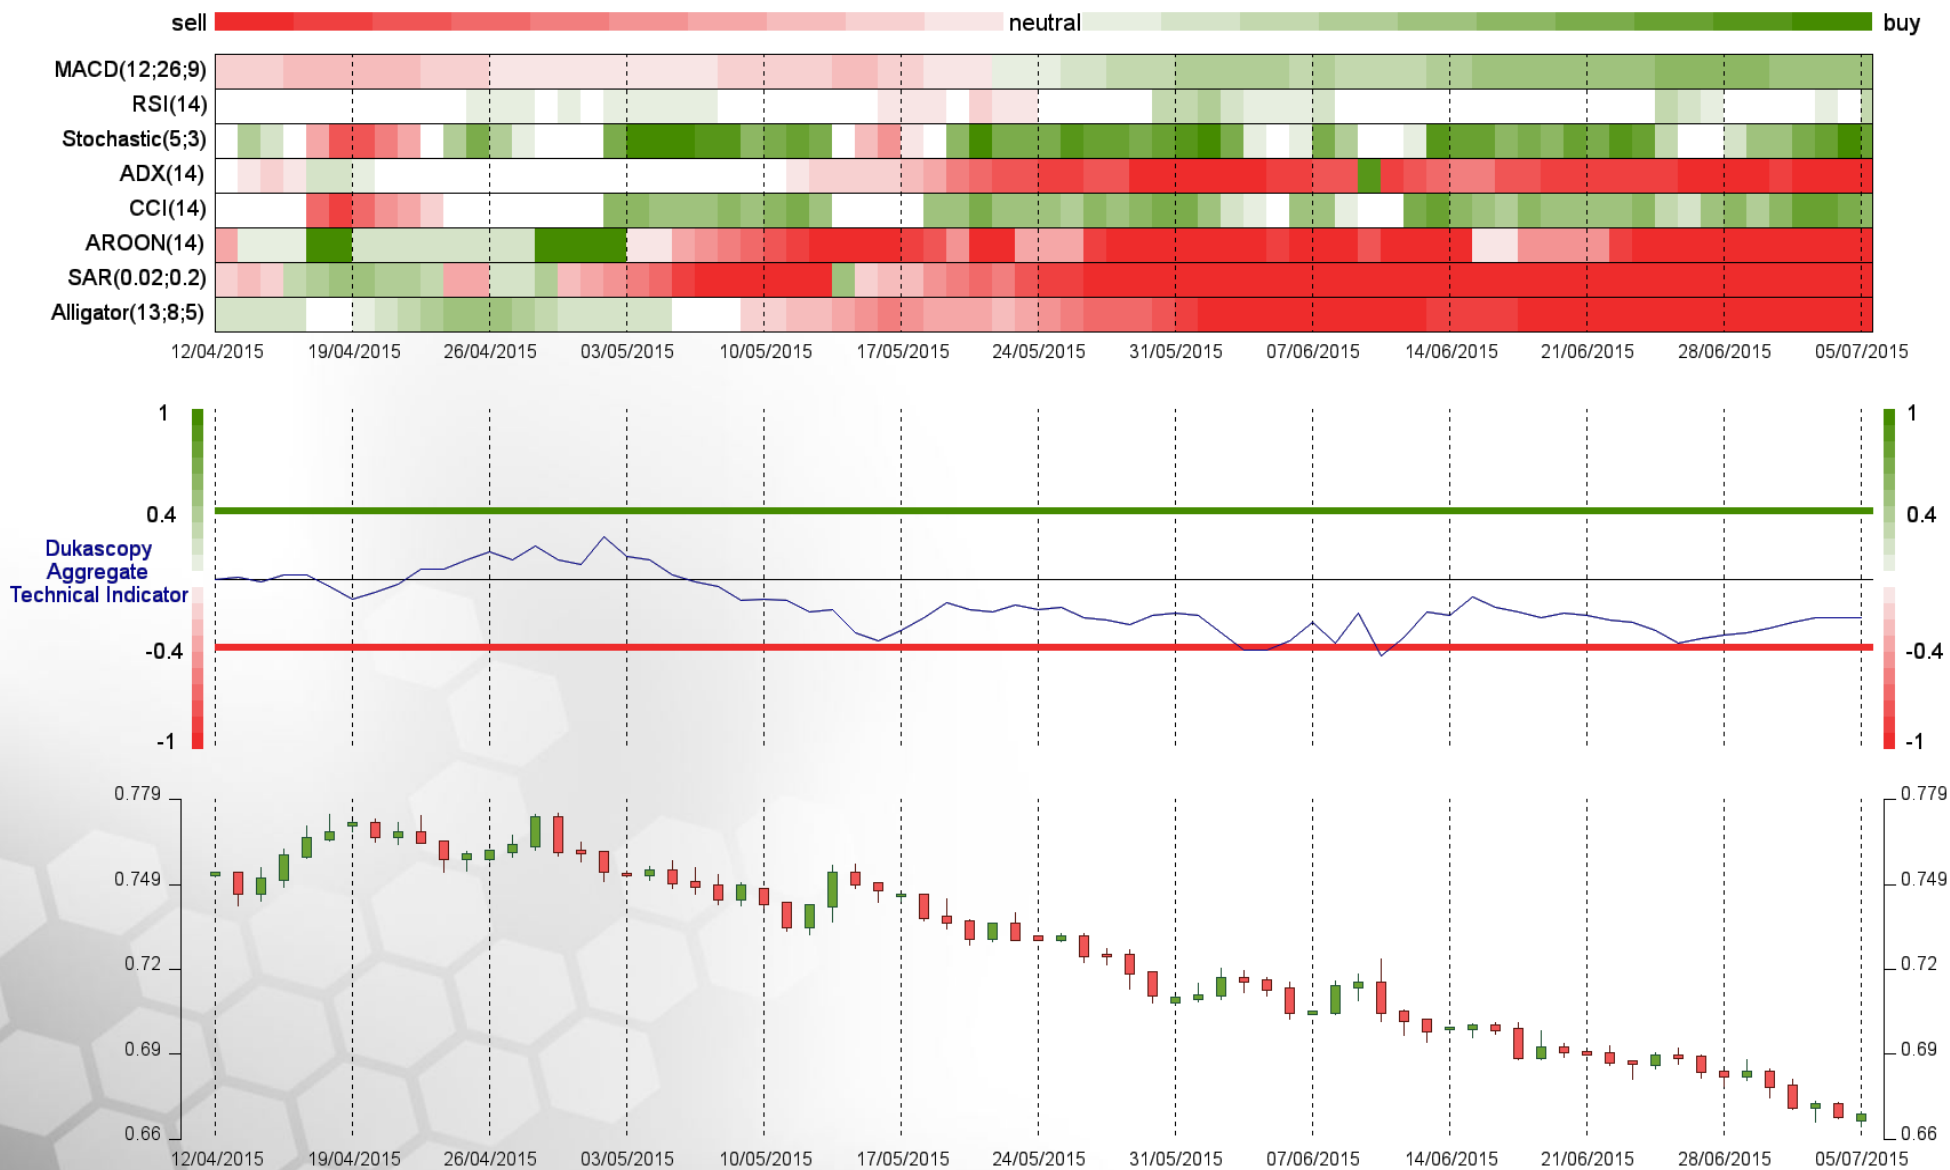 sell neutral buy
MACD(12;26;9)
RSI(14)
Stochastic(5;3)
ADX(14)
CCI(14)
AROON(14)
SAR(0.02;0.2)
Alligator(13;8;5)
12/04/2015 19/04/2015 26/04/2015 03/05/2015 10/05/2015 17/05/2015 24/05/2015 31/05/2015 07/06/2015 14/06/2015 21/06/2015 28/06/2015 05/07/2015
1 1
0.4 0.4
Dukascopy
Aggregate
Technical Indicator
-0.4 -0.4
-1 -1
0.779 0.779
0.749 0.749
0.72 0.72
0.69 0.69
0.66 0.66
12/04/2015 19/04/2015 26/04/2015 03/05/2015 10/05/2015 17/05/2015 24/05/2015 31/05/2015 07/06/2015 14/06/2015 21/06/2015 28/06/2015 05/07/2015